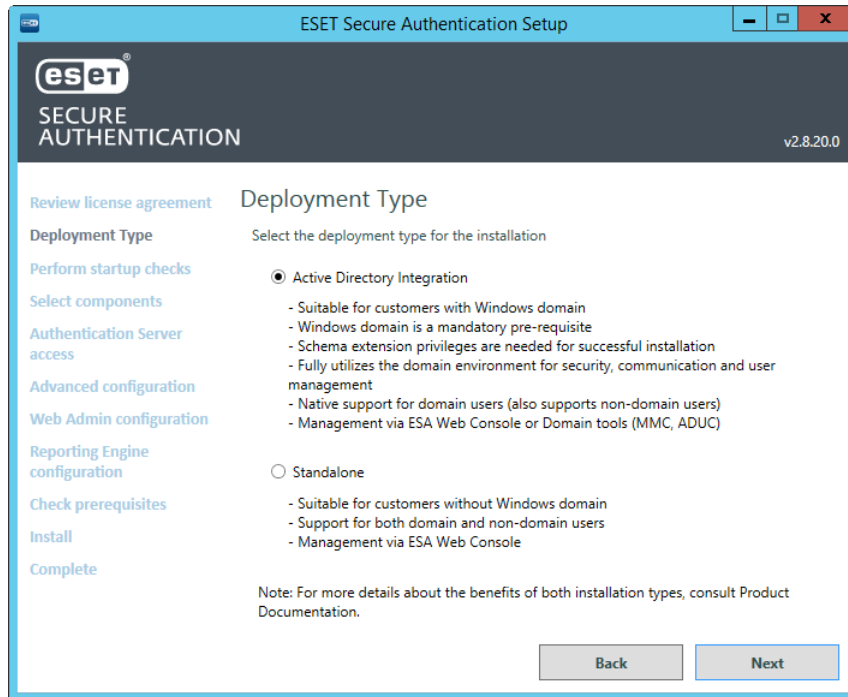 ESET Secure Authentication Setup
eset®
SECURE
AUTHENTICATION
v2.8.20.0
Review license agreement
Deployment Type
Perform startup checks
Select components
Authentication Server
access
Advanced configuration
Web Admin configuration
Reporting Engine
configuration
Check prerequisites
Install
Complete
Deployment Type
Select the deployment type for the installation
Active Directory Integration
- Suitable for customers with Windows domain
- Windows domain is a mandatory pre-requisite
- Schema extension privileges are needed for successful installation
- Fully utilizes the domain environment for security, communication and user
management
- Native support for domain users (also supports non-domain users)
- Management via ESA Web Console or Domain tools (MMC, ADUC)
Standalone
- Suitable for customers without Windows domain
- Support for both domain and non-domain users
- Management via ESA Web Console
Note: For more details about the benefits of both installation types, consult Product
Documentation.
Back
Next